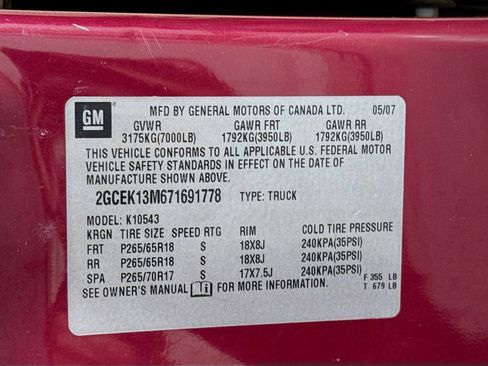 GM
MFD BY GENERAL MOTORS OF CANADA LTD. 05/07
GVWR GAWR FRT GAWR RR
3175KG(7000LB) 1792KG(3950LB) 1792KG(3950LB)
THIS VEHICLE CONFORMS TO ALL APPLICABLE U.S. FEDERAL MOTOR
VEHICLE SAFETY STANDARDS IN EFFECT ON THE DATE OF
MANUFACTURE SHOWN ABOVE.
2GCEK13M671691778 TYPE: TRUCK
MODEL: K10543
KRGN TIRE SIZE SPEED RTG RIM COLD TIRE PRESSURE
FRT P265/65R18 S 18X8J 240KPA(35PSI)
RR P265/65R18 S 18X8J 240KPA(35PSI)
SPA P265/70R17 S 17X7.5J 240KPA(35PSI) F 355 LB
SEE OWNER'S MANUAL FOR MORE INFORMATION. T 679 LB